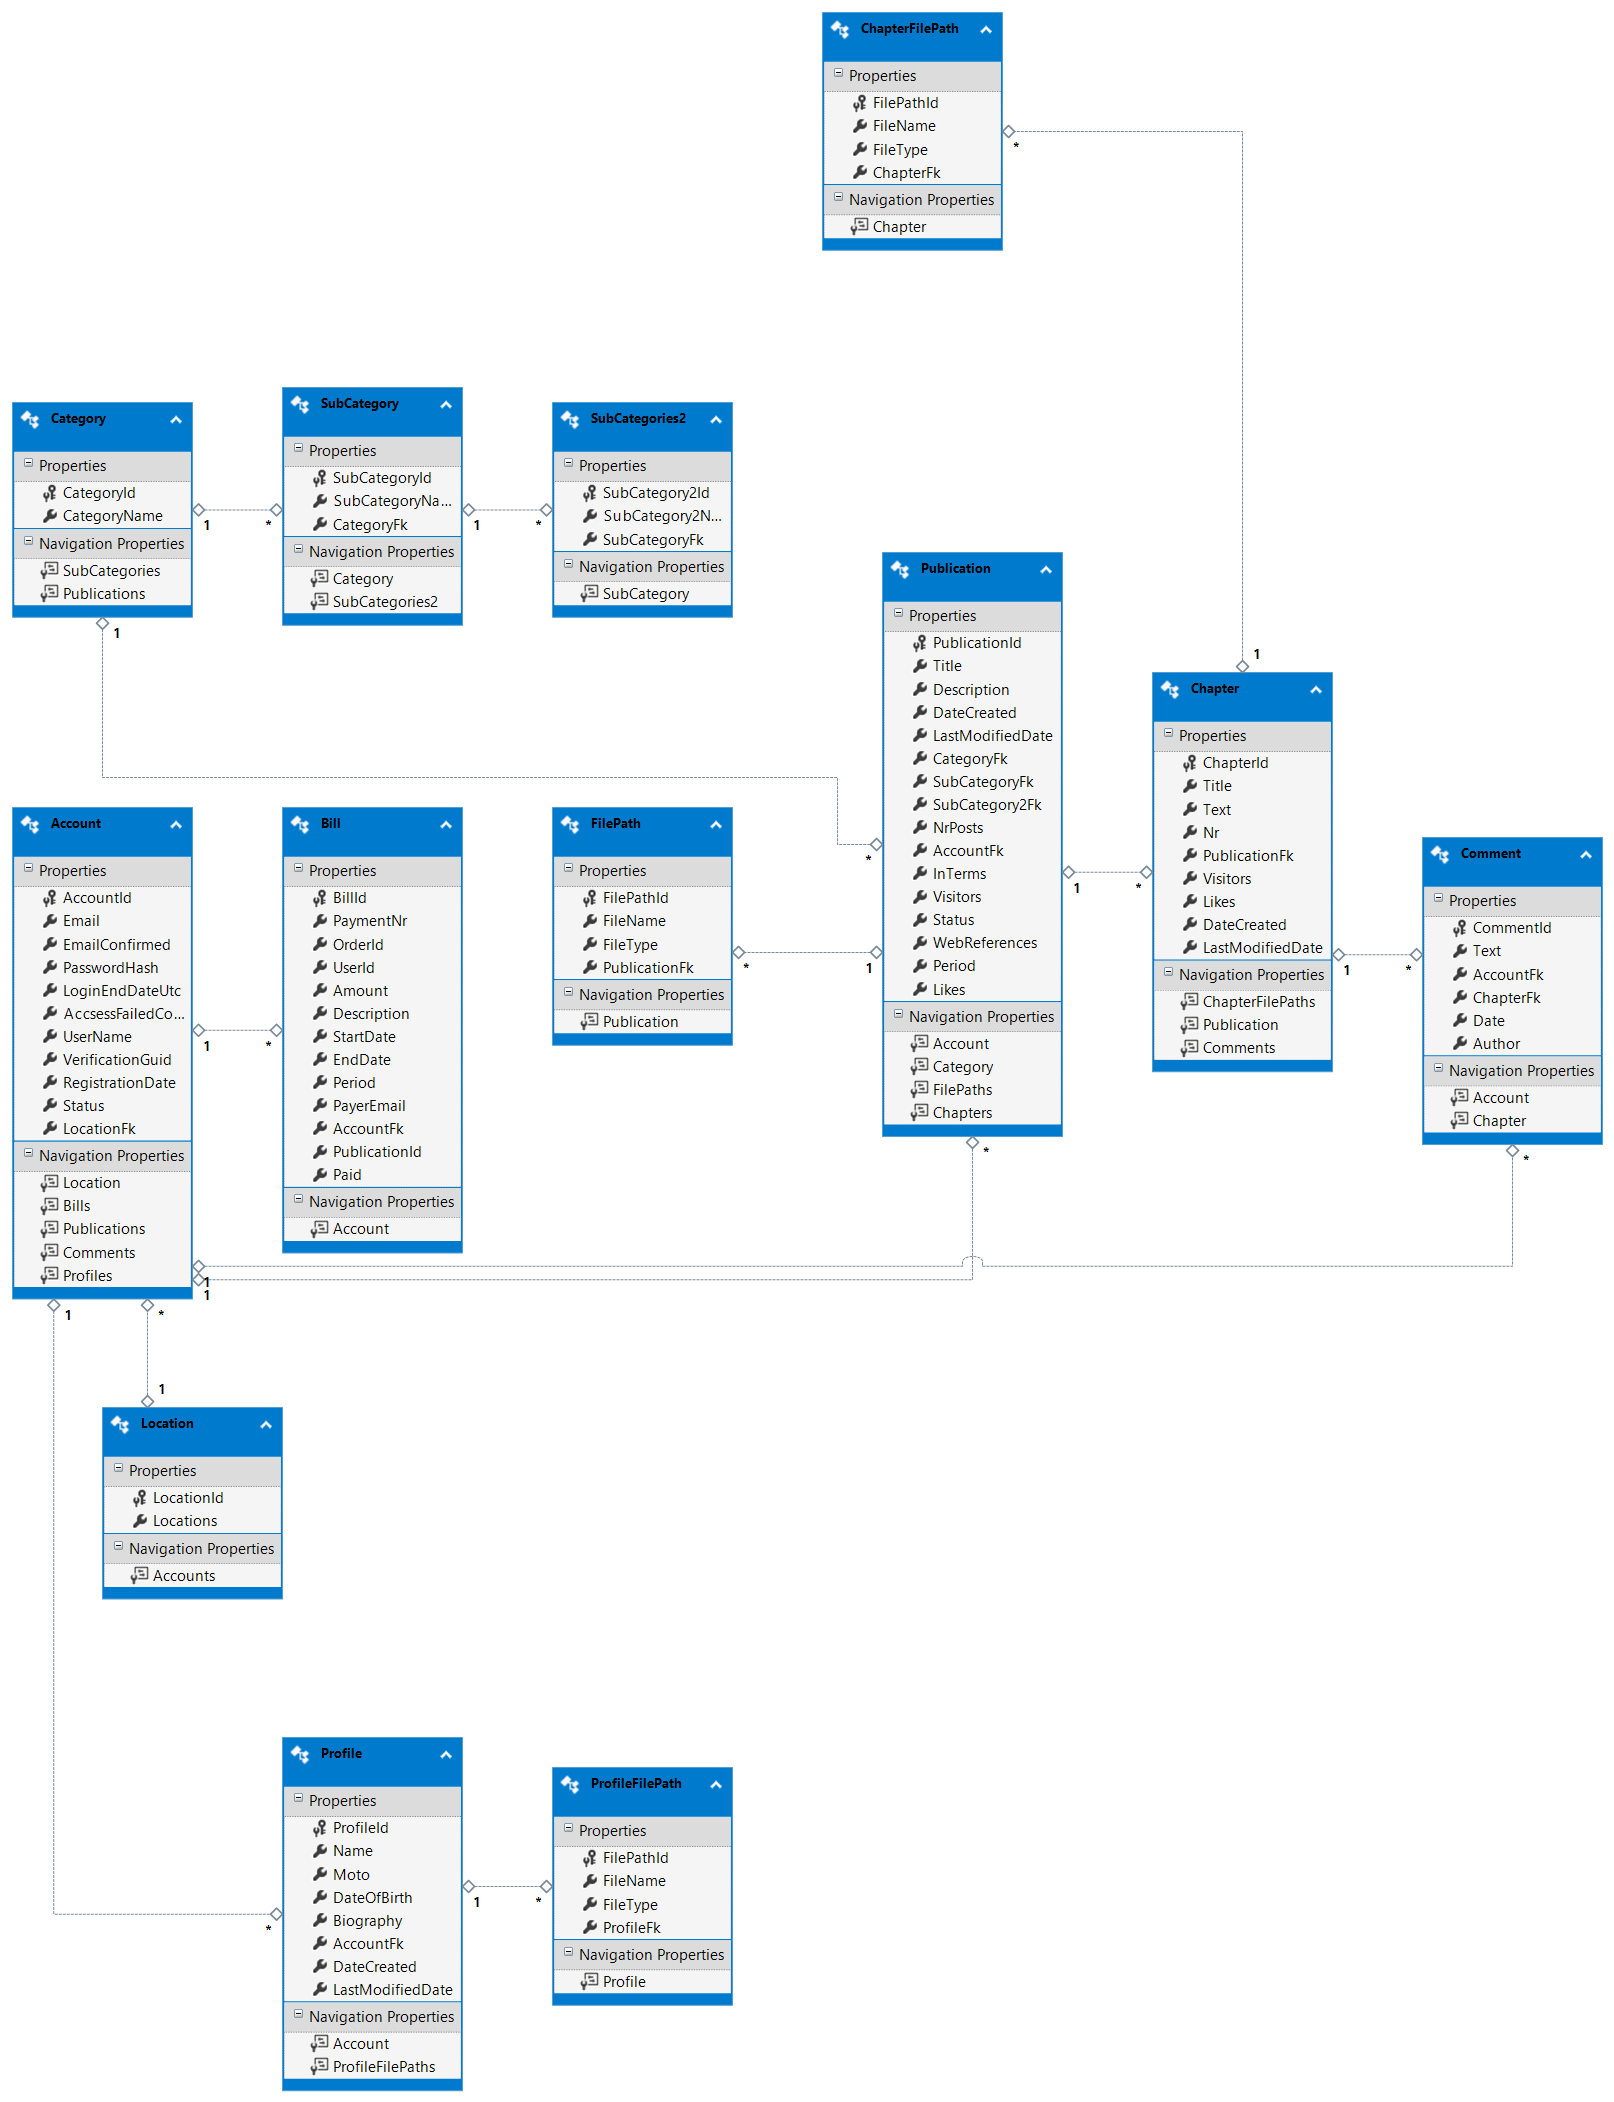 ChapterFilePath
Properties
FilePathId
FileName
FileType
ChapterFk
Navigation Properties
Chapter
*
1
Category
Properties
CategoryId
CategoryName
Navigation Properties
SubCategories
Publications
1
*
1
SubCategory
Properties
SubCategoryId
SubCategoryNa...
CategoryFk
Navigation Properties
Category
SubCategories2
1
*
SubCategories2
Properties
SubCategory2Id
SubCategory2N...
SubCategoryFk
Navigation Properties
SubCategory
Publication
Properties
PublicationId
Title
Description
DateCreated
LastModifiedDate
CategoryFk
SubCategoryFk
SubCategory2Fk
NrPosts
AccountFk
InTerms
Visitors
Status
WebReferences
Period
Likes
Navigation Properties
Account
Category
FilePaths
Chapters
*
1
1
*
*
Chapter
Properties
ChapterId
Title
Text
Nr
PublicationFk
Visitors
Likes
DateCreated
LastModifiedDate
Navigation Properties
ChapterFilePaths
Publication
Comments
1
*
Comment
Properties
CommentId
Text
AccountFk
ChapterFk
Date
Author
Navigation Properties
Account
Chapter
*
Account
Properties
AccountId
Email
EmailConfirmed
PasswordHash
LoginEndDateUtc
AccsessFailedCo...
UserName
VerificationGuid
RegistrationDate
Status
LocationFk
Navigation Properties
Location
Bills
Publications
Comments
Profiles
1
*
1
1
1
*
Bill
Properties
BillId
PaymentNr
OrderId
UserId
Amount
Description
StartDate
EndDate
Period
PayerEmail
AccountFk
PublicationId
Paid
Navigation Properties
Account
FilePath
Properties
FilePathId
FileName
FileType
PublicationFk
Navigation Properties
Publication
*
1
Location
Properties
LocationId
Locations
Navigation Properties
Accounts
Profile
Properties
ProfileId
Name
Moto
DateOfBirth
Biography
AccountFk
DateCreated
LastModifiedDate
Navigation Properties
Account
ProfileFilePaths
*
1
*
ProfileFilePath
Properties
FilePathId
FileName
FileType
ProfileFk
Navigation Properties
Profile